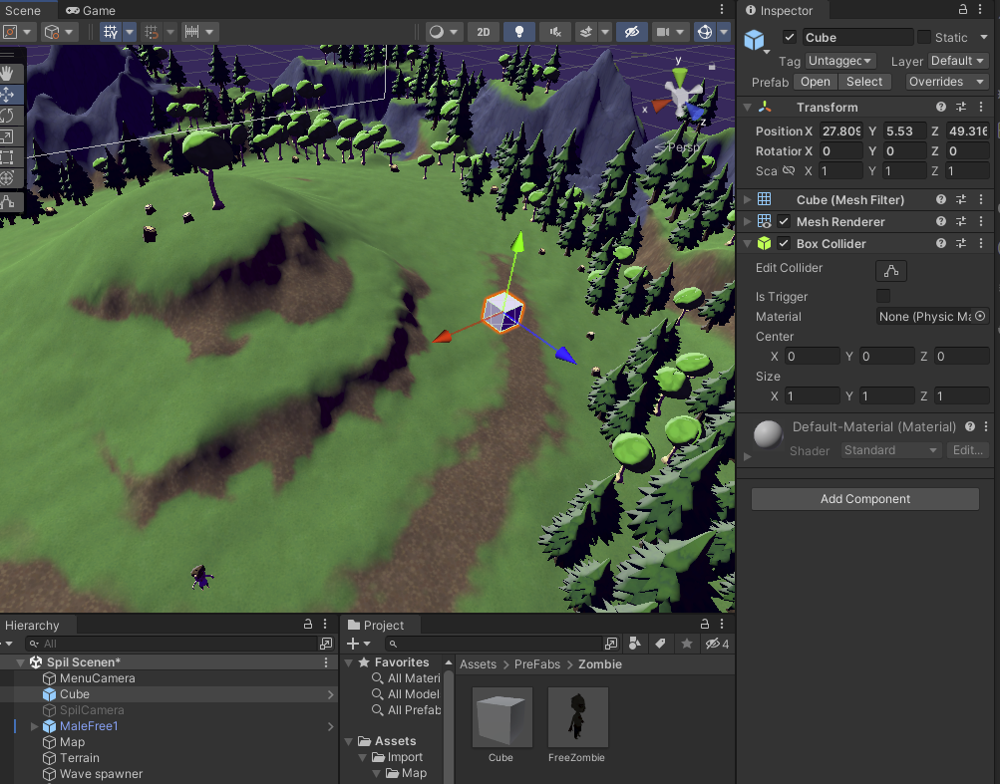 Scene Game
2D
y
x
z
Persp
Inspector
Cube Static
Tag Untagged Layer Default
Prefab Open Select Overrides
Transform
Position X 27.809 Y 5.53 Z 49.316
Rotation X 0 Y 0 Z 0
Sca X 1 Y 1 Z 1
Cube (Mesh Filter)
Mesh Renderer
Box Collider
Edit Collider
Is Trigger
Material None (Physic Ma
Center
X 0 Y 0 Z 0
Size
X 1 Y 1 Z 1
Default-Material (Material)
Shader Standard Edit...
Add Component
Hierarchy
All
Spil Scenen*
MenuCamera
Cube
SpilCamera
MaleFree1
Map
Terrain
Wave spawner
Project
4
Favorites
All Materi
All Model
All Prefab
Assets
Import
Map
Assets > PreFabs > Zombie
Cube FreeZombie